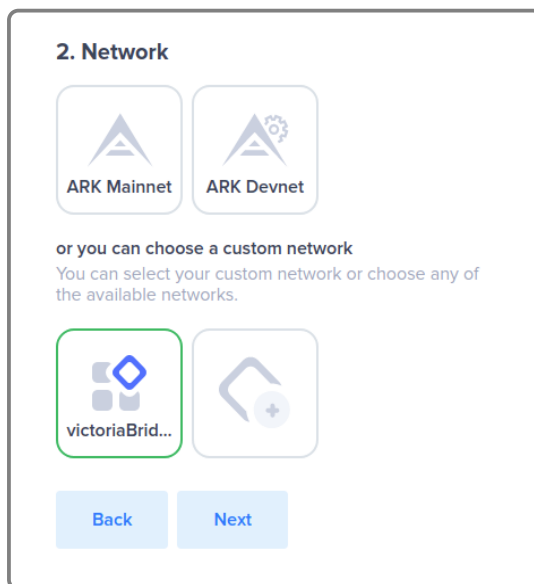 2. Network
ARK Mainnet
ARK Devnet
or you can choose a custom network
You can select your custom network or choose any of
the available networks.
victoriaBrid...
Back
Next